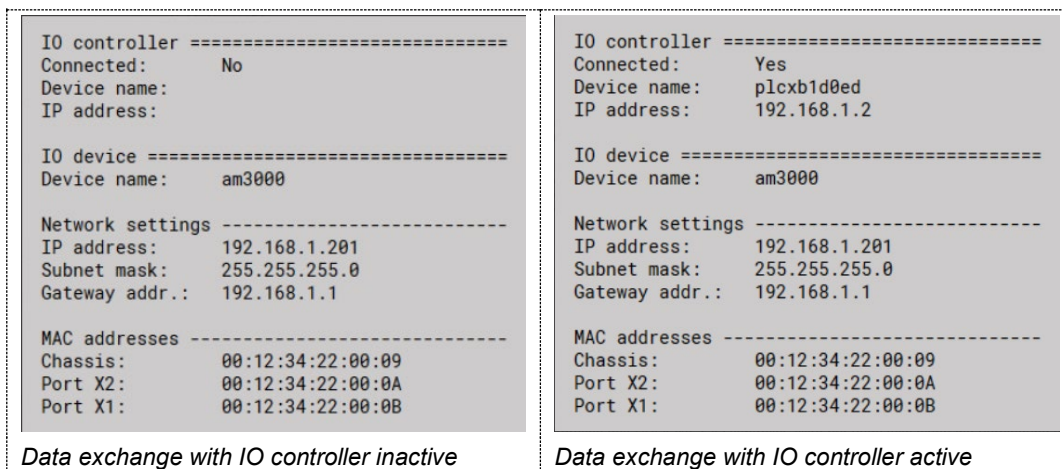 IO controller ==============================
Connected: No
Device name:
IP address:
IO device ==================================
Device name: am3000
Network settings ---------------------------
IP address: 192.168.1.201
Subnet mask: 255.255.255.0
Gateway addr.: 192.168.1.1
MAC addresses ------------------------------
Chassis: 00:12:34:22:00:09
Port X2: 00:12:34:22:00:0A
Port X1: 00:12:34:22:00:0B
Data exchange with IO controller inactive
IO controller ==============================
Connected: Yes
Device name: plcxb1d0ed
IP address: 192.168.1.2
IO device ==================================
Device name: am3000
Network settings ---------------------------
IP address: 192.168.1.201
Subnet mask: 255.255.255.0
Gateway addr.: 192.168.1.1
MAC addresses ------------------------------
Chassis: 00:12:34:22:00:09
Port X2: 00:12:34:22:00:0A
Port X1: 00:12:34:22:00:0B
Data exchange with IO controller active